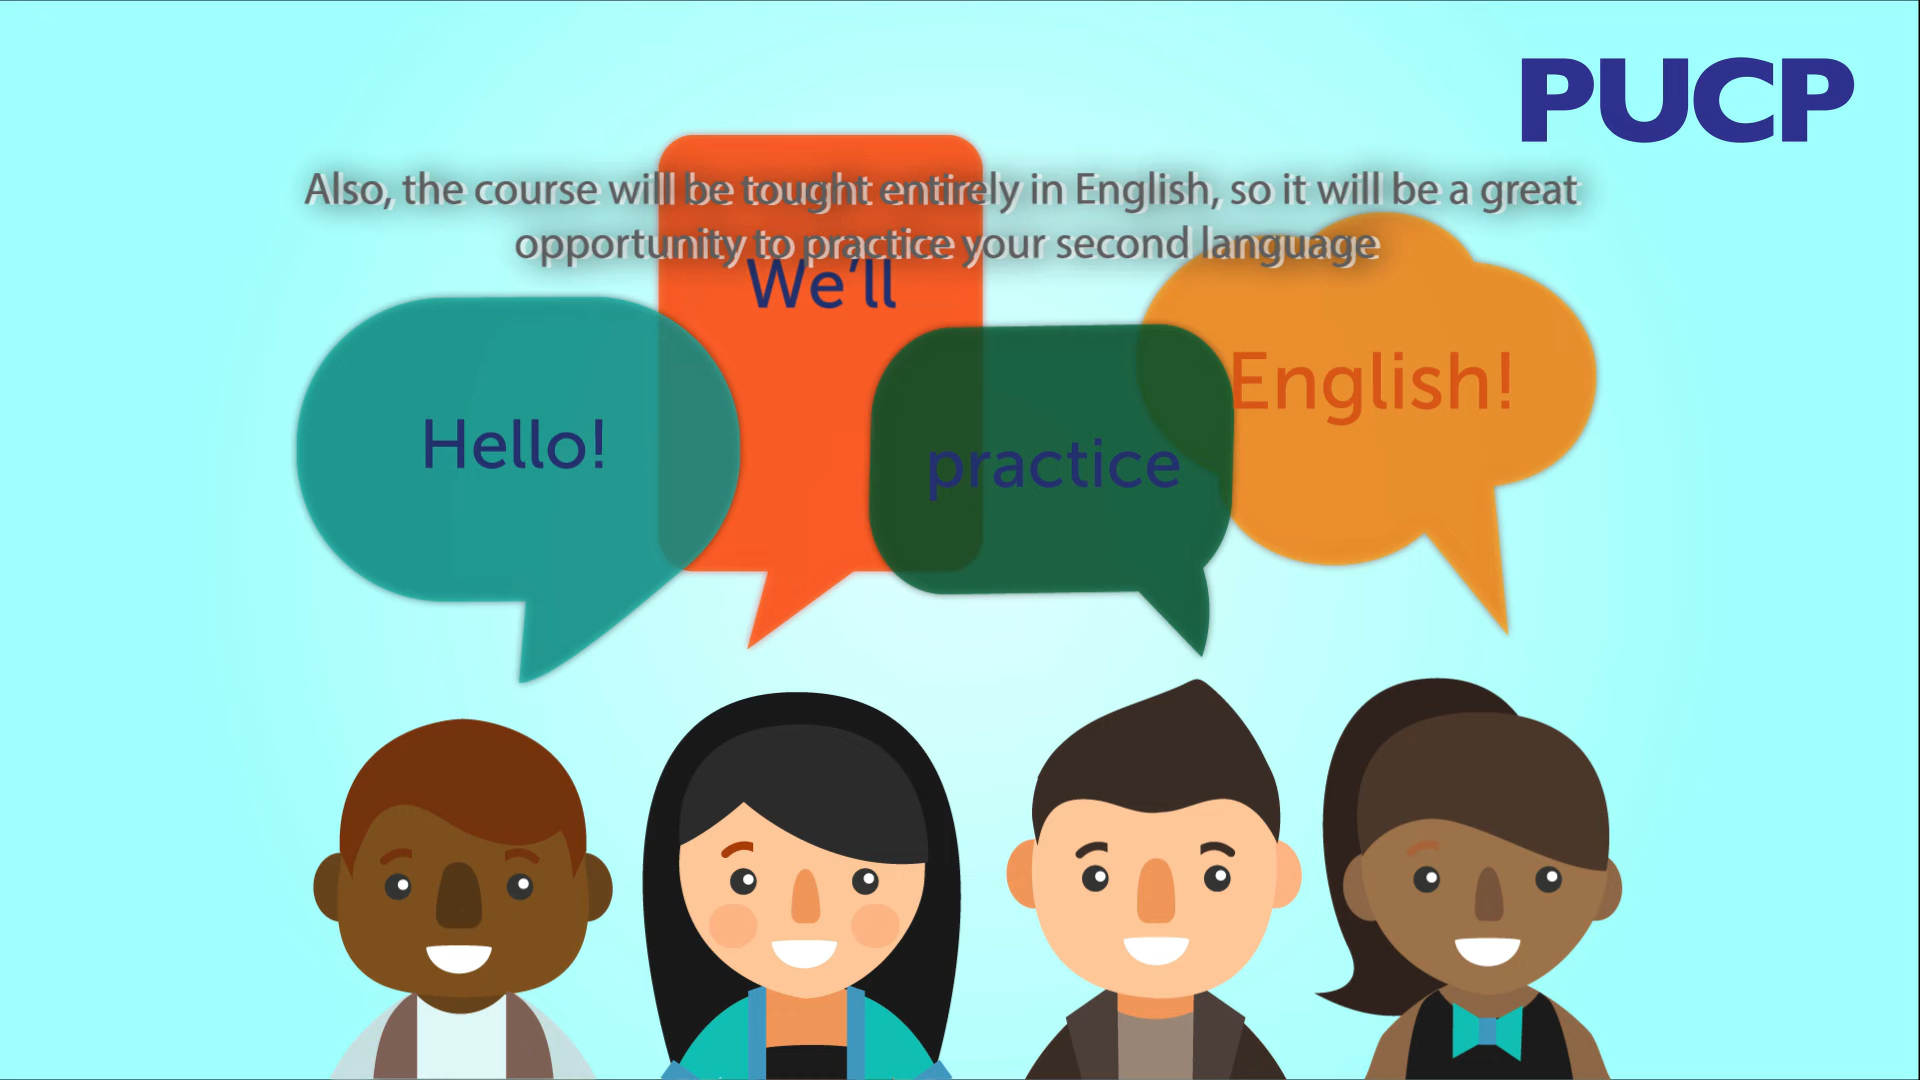 PUCP
Also, the course will be tought entirely in English, so it will be a great
opportunity to practice your second language
Hello!
We'll
practice
English!